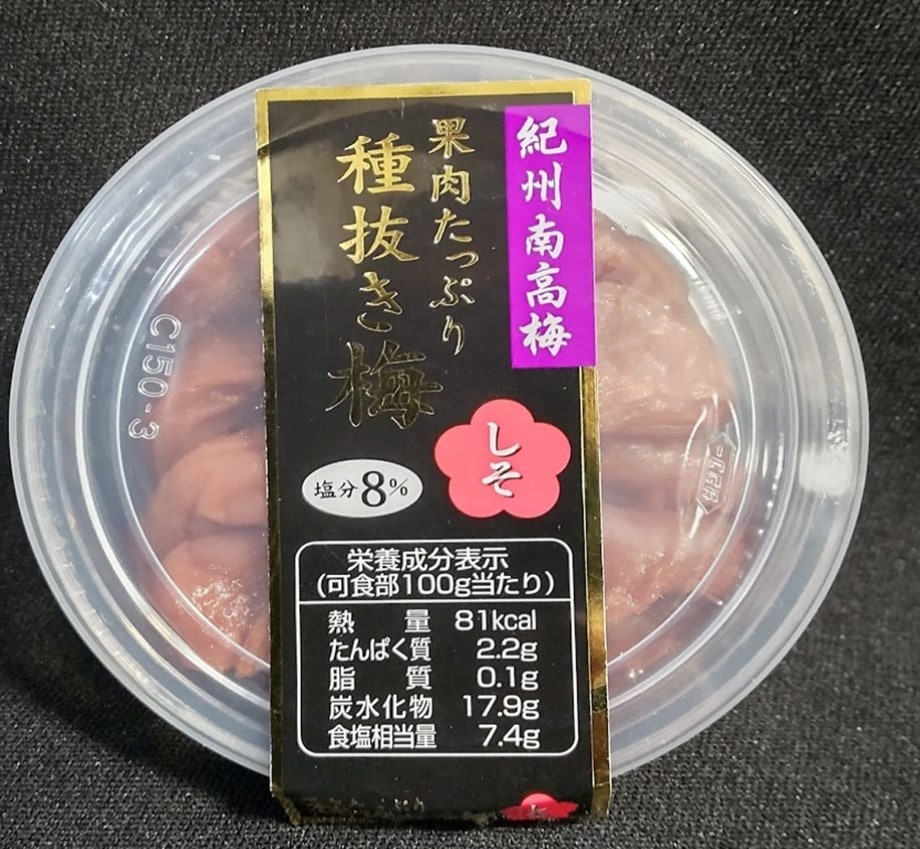 紀州南高梅
果肉たっぷり
種抜き梅
しそ
塩分8%
栄養成分表示
(可食部100g当たり)
熱量 81kcal
たんぱく質 2.2g
脂質 0.1g
炭水化物 17.9g
食塩相当量 7.4g
C150-3